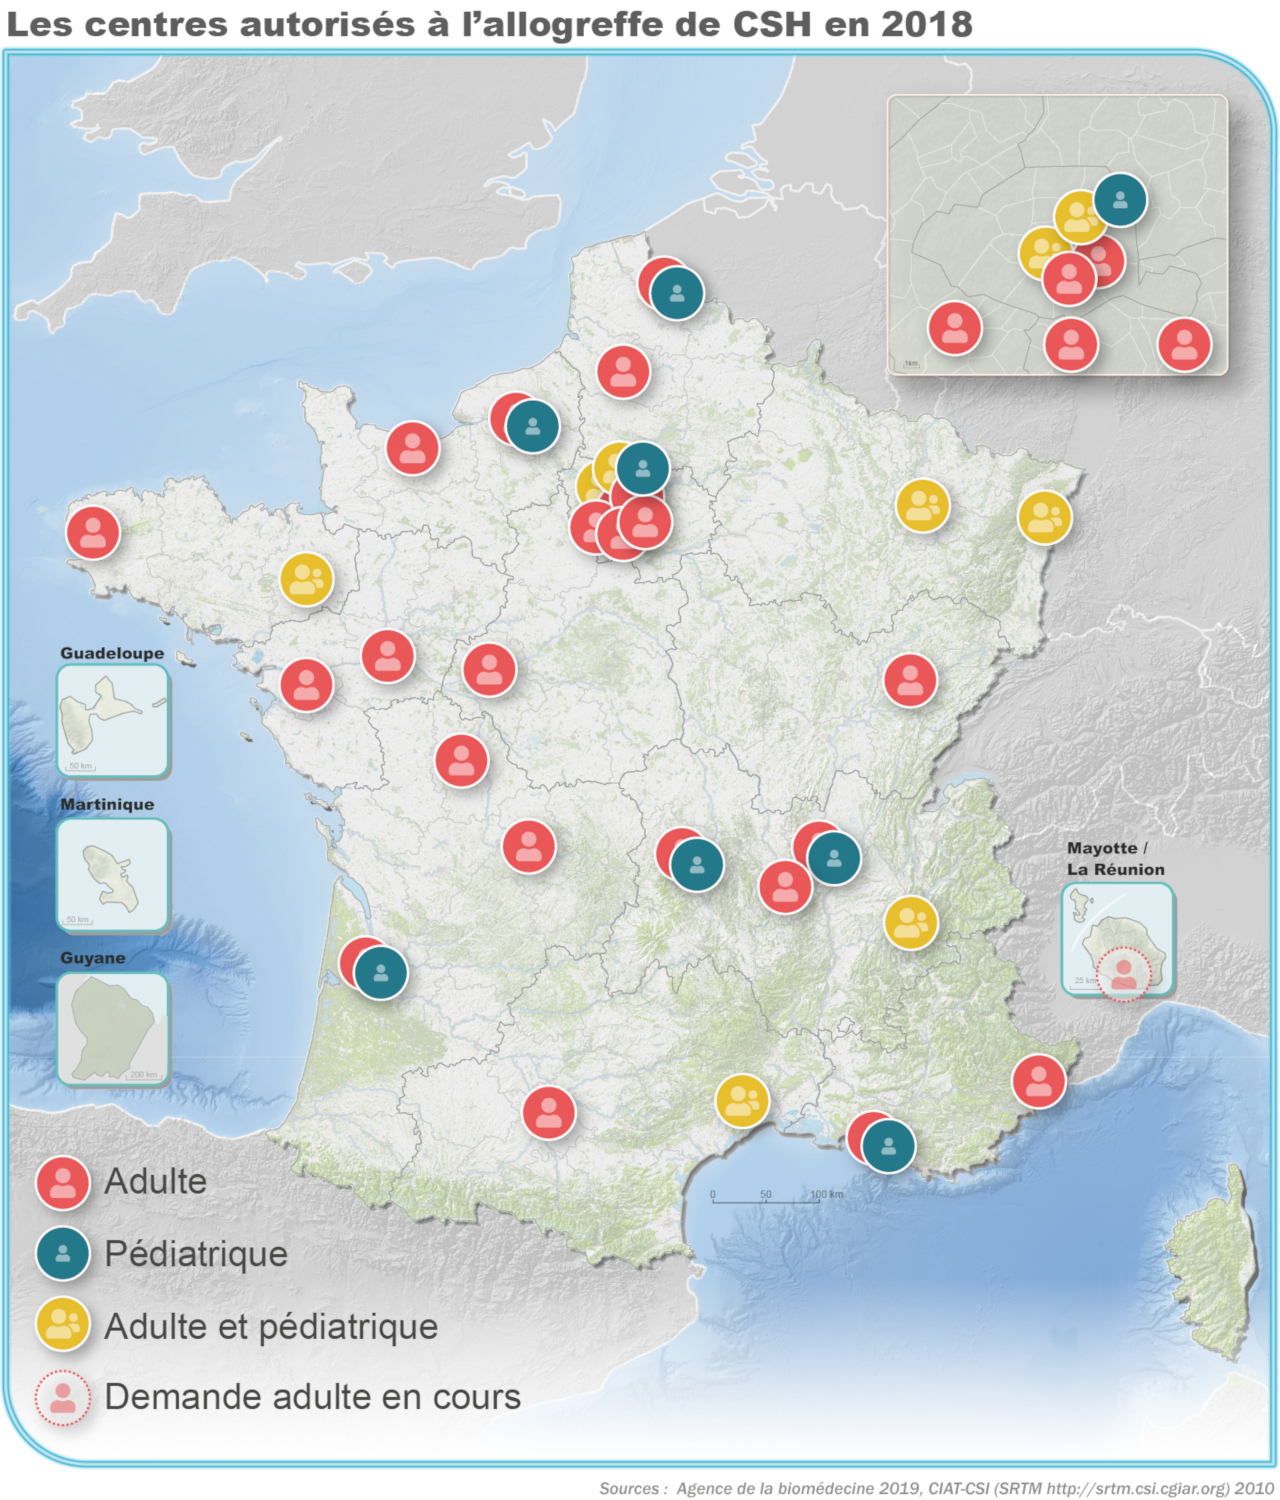 Les centres autorisés à l’allogreffe de CSH en 2018
1km
Guadeloupe
50 km
Martinique
50 km
Guyane
200 km
Mayotte /
La Réunion
25 km
0 50 100 km
Adulte
Pédiatrique
Adulte et pédiatrique
Demande adulte en cours
Sources : Agence de la biomédecine 2019, CIAT-CSI (SRTM http://srtm.csi.cgiar.org) 2010